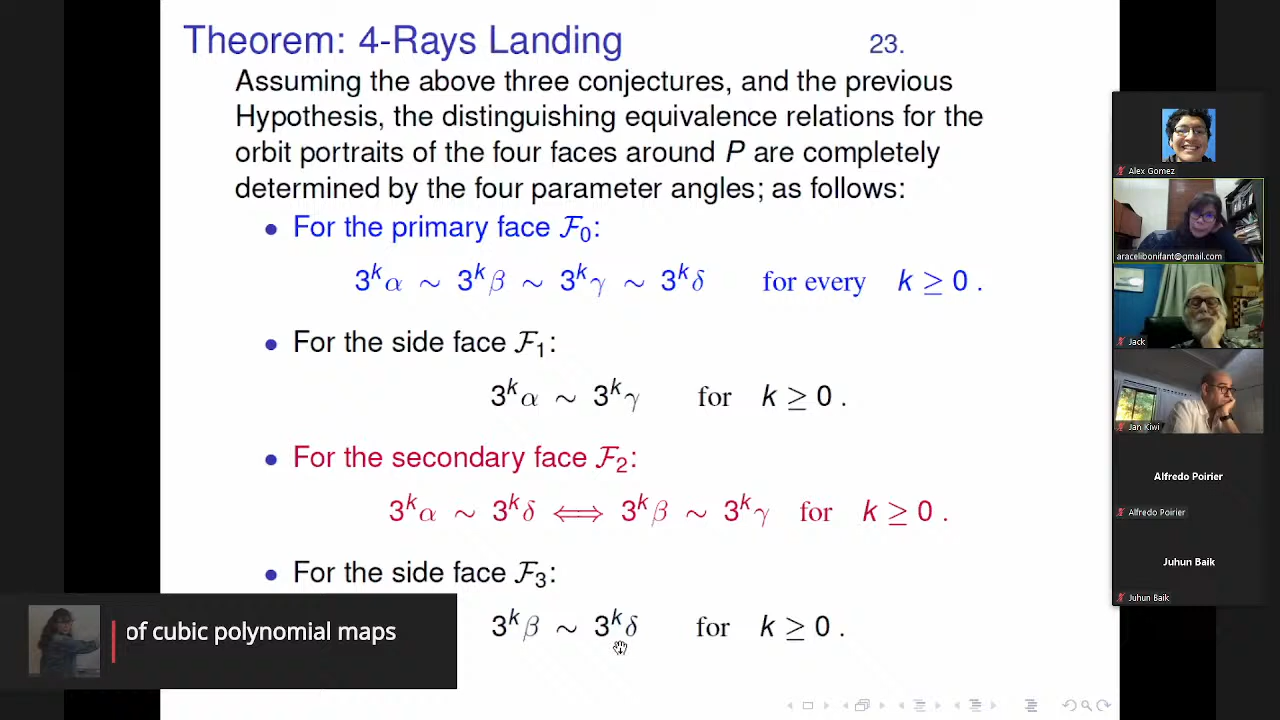 Theorem: 4-Rays Landing 23.
Assuming the above three conjectures, and the previous
Hypothesis, the distinguishing equivalence relations for the
orbit portraits of the four faces around P are completely
determined by the four parameter angles; as follows:
• For the primary face ℱ₀:
3ᵏα ∼ 3ᵏβ ∼ 3ᵏγ ∼ 3ᵏδ for every k ≥ 0 .
• For the side face ℱ₁:
3ᵏα ∼ 3ᵏγ for k ≥ 0 .
• For the secondary face ℱ₂:
3ᵏα ∼ 3ᵏδ ⟺ 3ᵏβ ∼ 3ᵏγ for k ≥ 0 .
• For the side face ℱ₃:
3ᵏβ ∼ 3ᵏδ for k ≥ 0 .
of cubic polynomial maps
Alex Gomez
aracelibonifant@gmail.com
Jack
Jan Kiwi
Alfredo Poirier
Alfredo Poirier
Juhun Baik
Juhun Baik